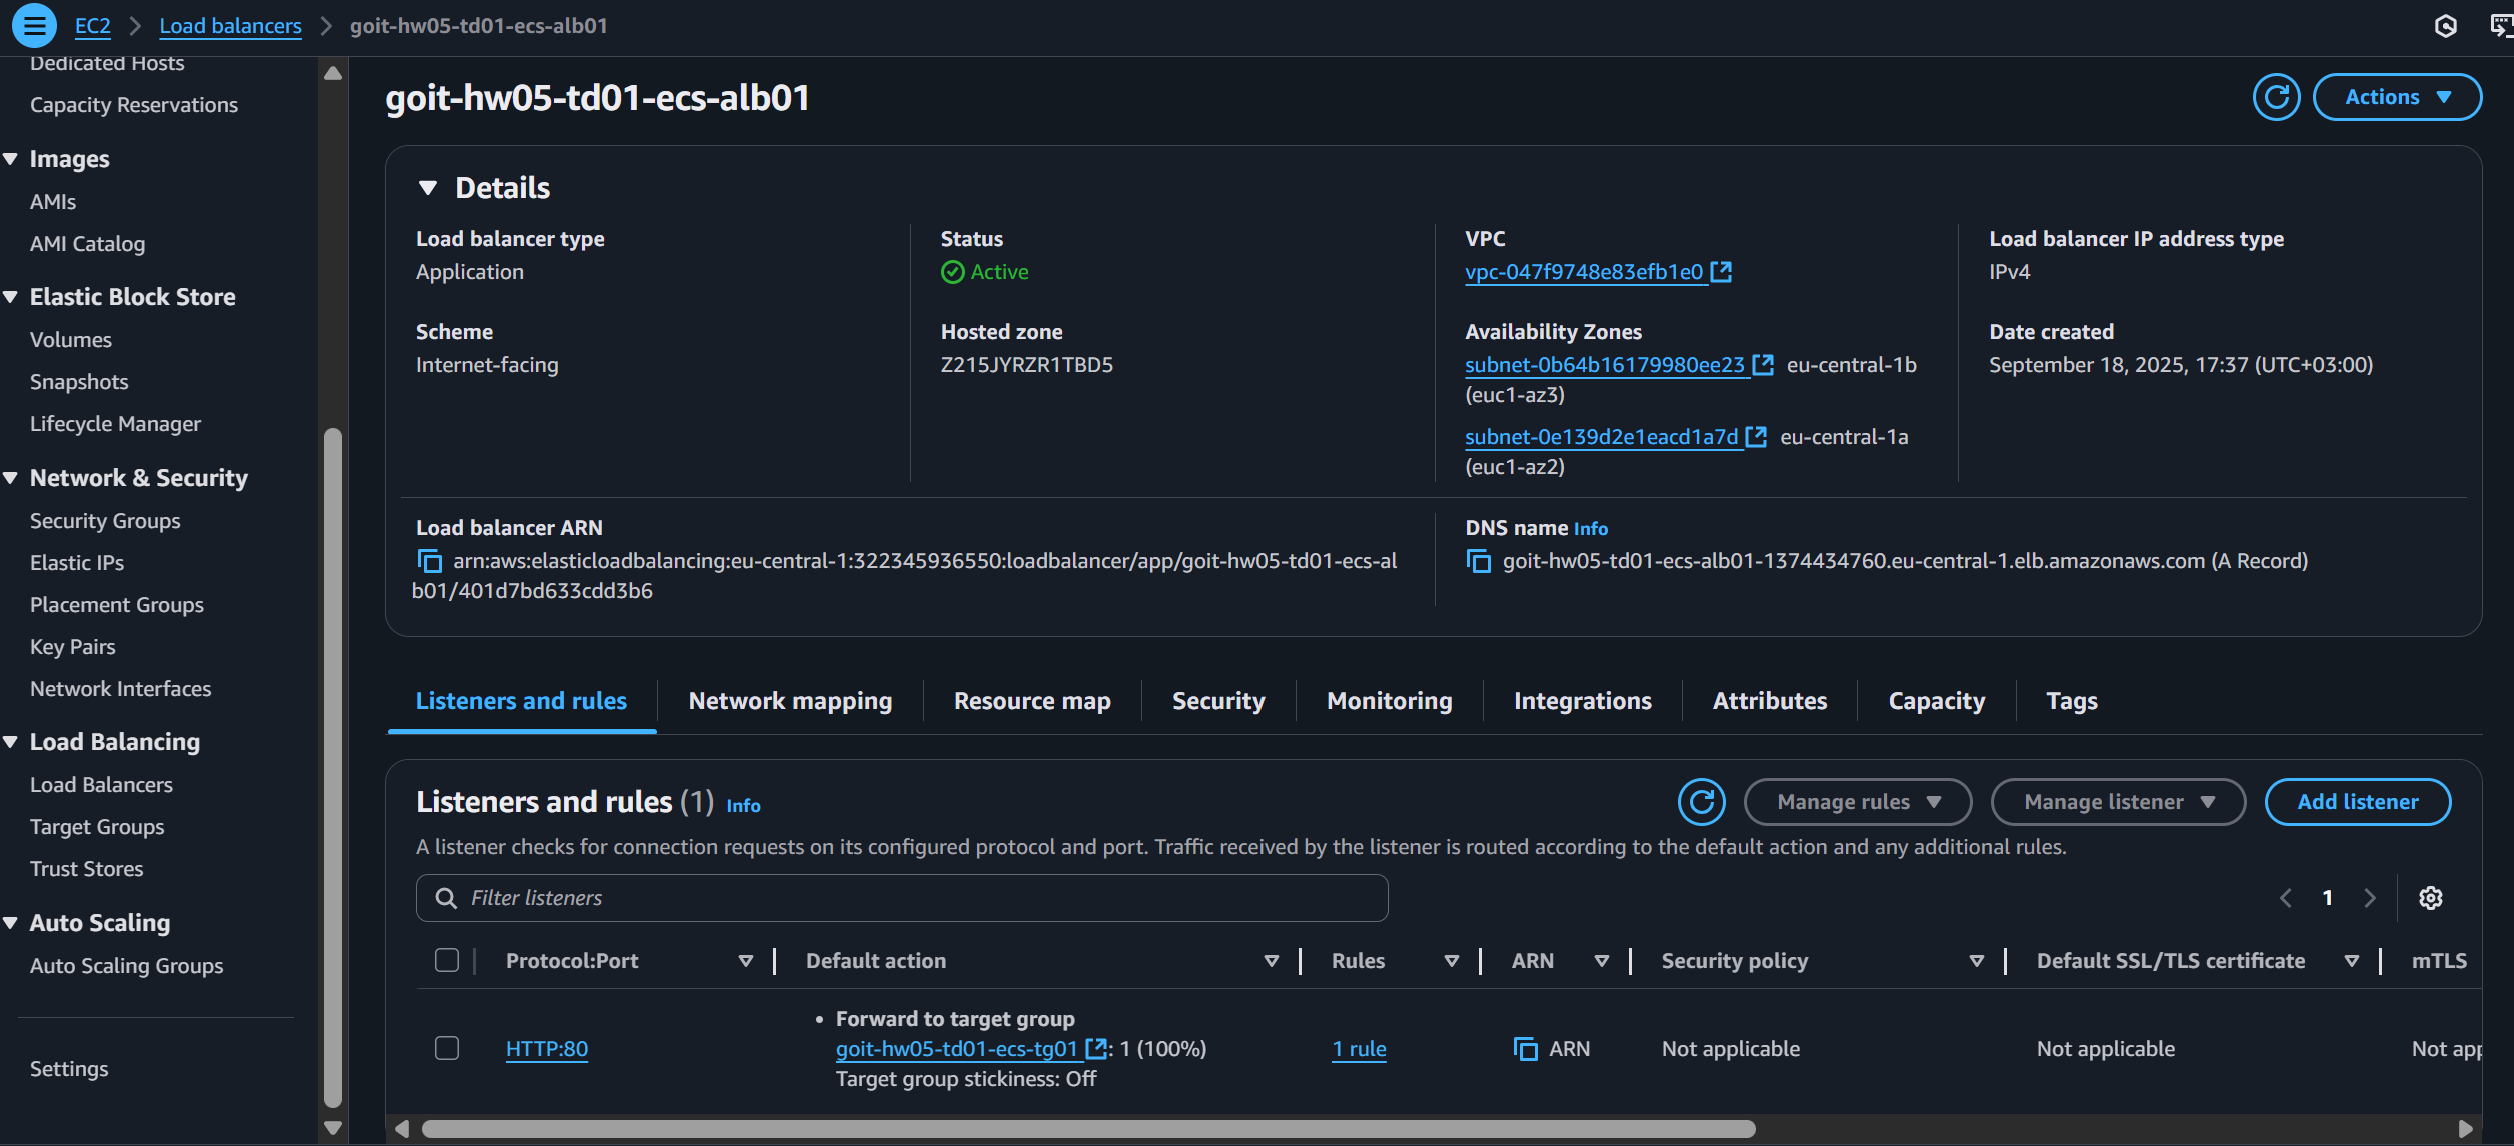 EC2
Load balancers
goit-hw05-td01-ecs-alb01
Dedicated Hosts
Capacity Reservations
Images
AMIs
AMI Catalog
Elastic Block Store
Volumes
Snapshots
Lifecycle Manager
Network & Security
Security Groups
Elastic IPs
Placement Groups
Key Pairs
Network Interfaces
Load Balancing
Load Balancers
Target Groups
Trust Stores
Auto Scaling
Auto Scaling Groups
Settings
goit-hw05-td01-ecs-alb01
Actions
Details
Load balancer type
Application
Status
Active
VPC
vpc-047f9748e83efb1e0
Load balancer IP address type
IPv4
Scheme
Internet-facing
Hosted zone
Z215JYRZR1TBD5
Availability Zones
subnet-0b64b16179980ee23 eu-central-1b
(euc1-az3)
subnet-0e139d2e1eacd1a7d eu-central-1a
(euc1-az2)
Date created
September 18, 2025, 17:37 (UTC+03:00)
Load balancer ARN
arn:aws:elasticloadbalancing:eu-central-1:322345936550:loadbalancer/app/goit-hw05-td01-ecs-al
b01/401d7bd633cdd3b6
DNS name Info
goit-hw05-td01-ecs-alb01-1374434760.eu-central-1.elb.amazonaws.com (A Record)
Listeners and rules
Network mapping
Resource map
Security
Monitoring
Integrations
Attributes
Capacity
Tags
Listeners and rules (1) Info
Manage rules
Manage listener
Add listener
A listener checks for connection requests on its configured protocol and port. Traffic received by the listener is routed according to the default action and any additional rules.
Filter listeners
1
Protocol:Port
Default action
Rules
ARN
Security policy
Default SSL/TLS certificate
mTLS
HTTP:80
• Forward to target group
goit-hw05-td01-ecs-tg01 : 1 (100%)
Target group stickiness: Off
1 rule
ARN
Not applicable
Not applicable
Not app